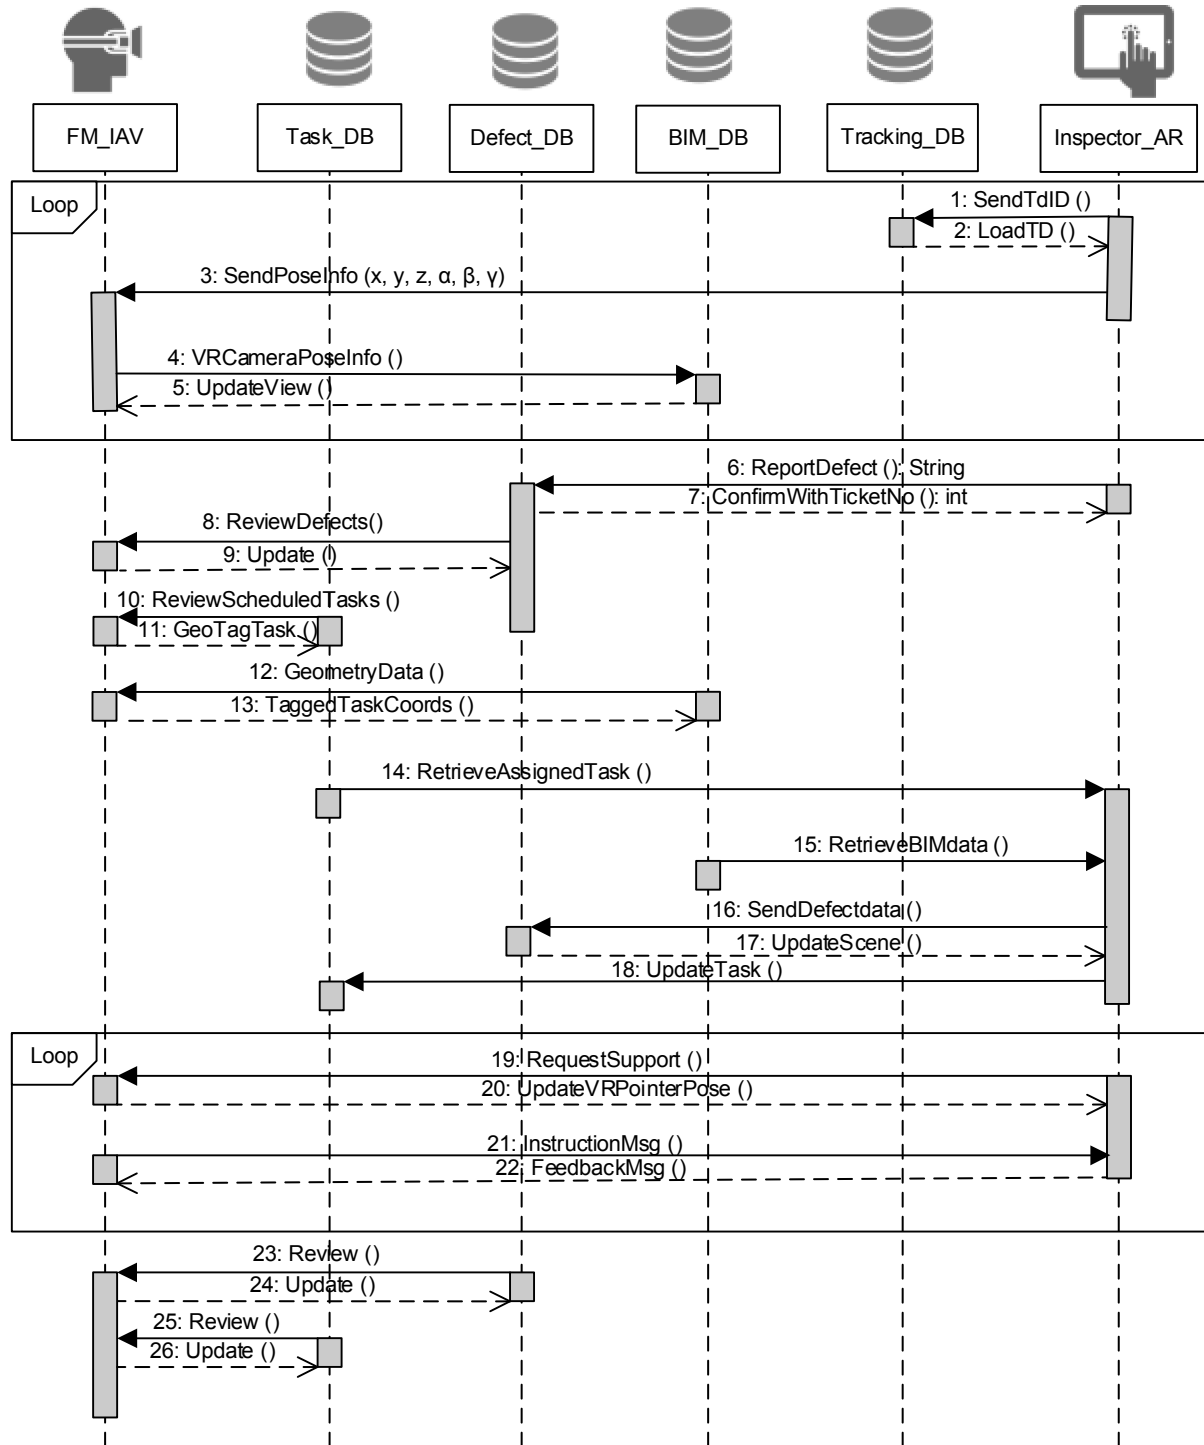 FM_IAV
Task_DB
Defect_DB
BIM_DB
Tracking_DB
Inspector_AR
Loop
1: SendTdID ()
2: LoadTD ()
3: SendPoseInfo (x, y, z, α, β, γ)
4: VRCameraPoseInfo ()
5: UpdateView ()
6: ReportDefect (): String
7: ConfirmWithTicketNo (): int
8: ReviewDefects()
9: Update ()
10: ReviewScheduledTasks ()
11: GeoTagTask ()
12: GeometryData ()
13: TaggedTaskCoords ()
14: RetrieveAssignedTask ()
15: RetrieveBIMdata ()
16: SendDefectdata ()
17: UpdateScene ()
18: UpdateTask ()
Loop
19: RequestSupport ()
20: UpdateVRPointerPose ()
21: InstructionMsg ()
22: FeedbackMsg ()
23: Review ()
24: Update ()
25: Review ()
26: Update ()